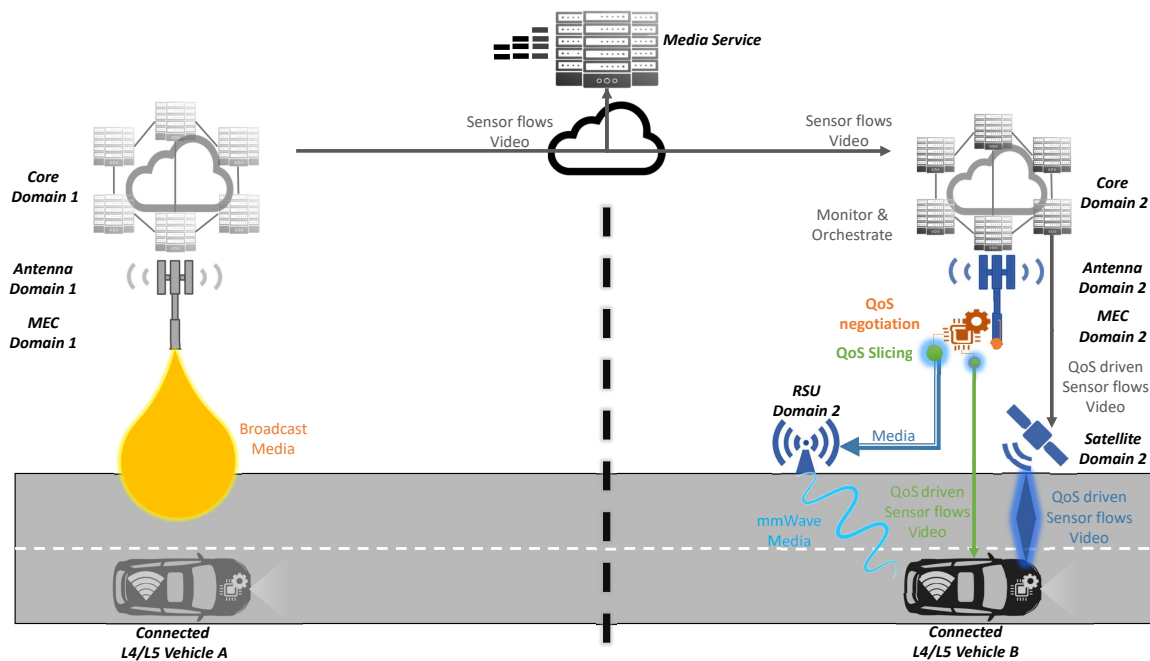 Media Service
Sensor flows
Video
Sensor flows
Video
Core
Domain 1
Core
Domain 2
Monitor &
Orchestrate
Antenna
Domain 1
Antenna
Domain 2
MEC
Domain 1
QoS
negotiation
MEC
Domain 2
QoS Slicing
QoS driven
Sensor flows
Video
RSU
Domain 2
Broadcast
Media
Media
Satellite
Domain 2
mmWave
Media
QoS driven
Sensor flows
Video
QoS driven
Sensor flows
Video
Connected
L4/L5 Vehicle A
Connected
L4/L5 Vehicle B